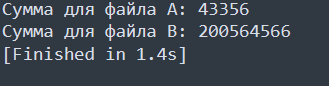 Сумма для файла A: 43356
Сумма для файла B: 200564566
[Finished in 1.4s]